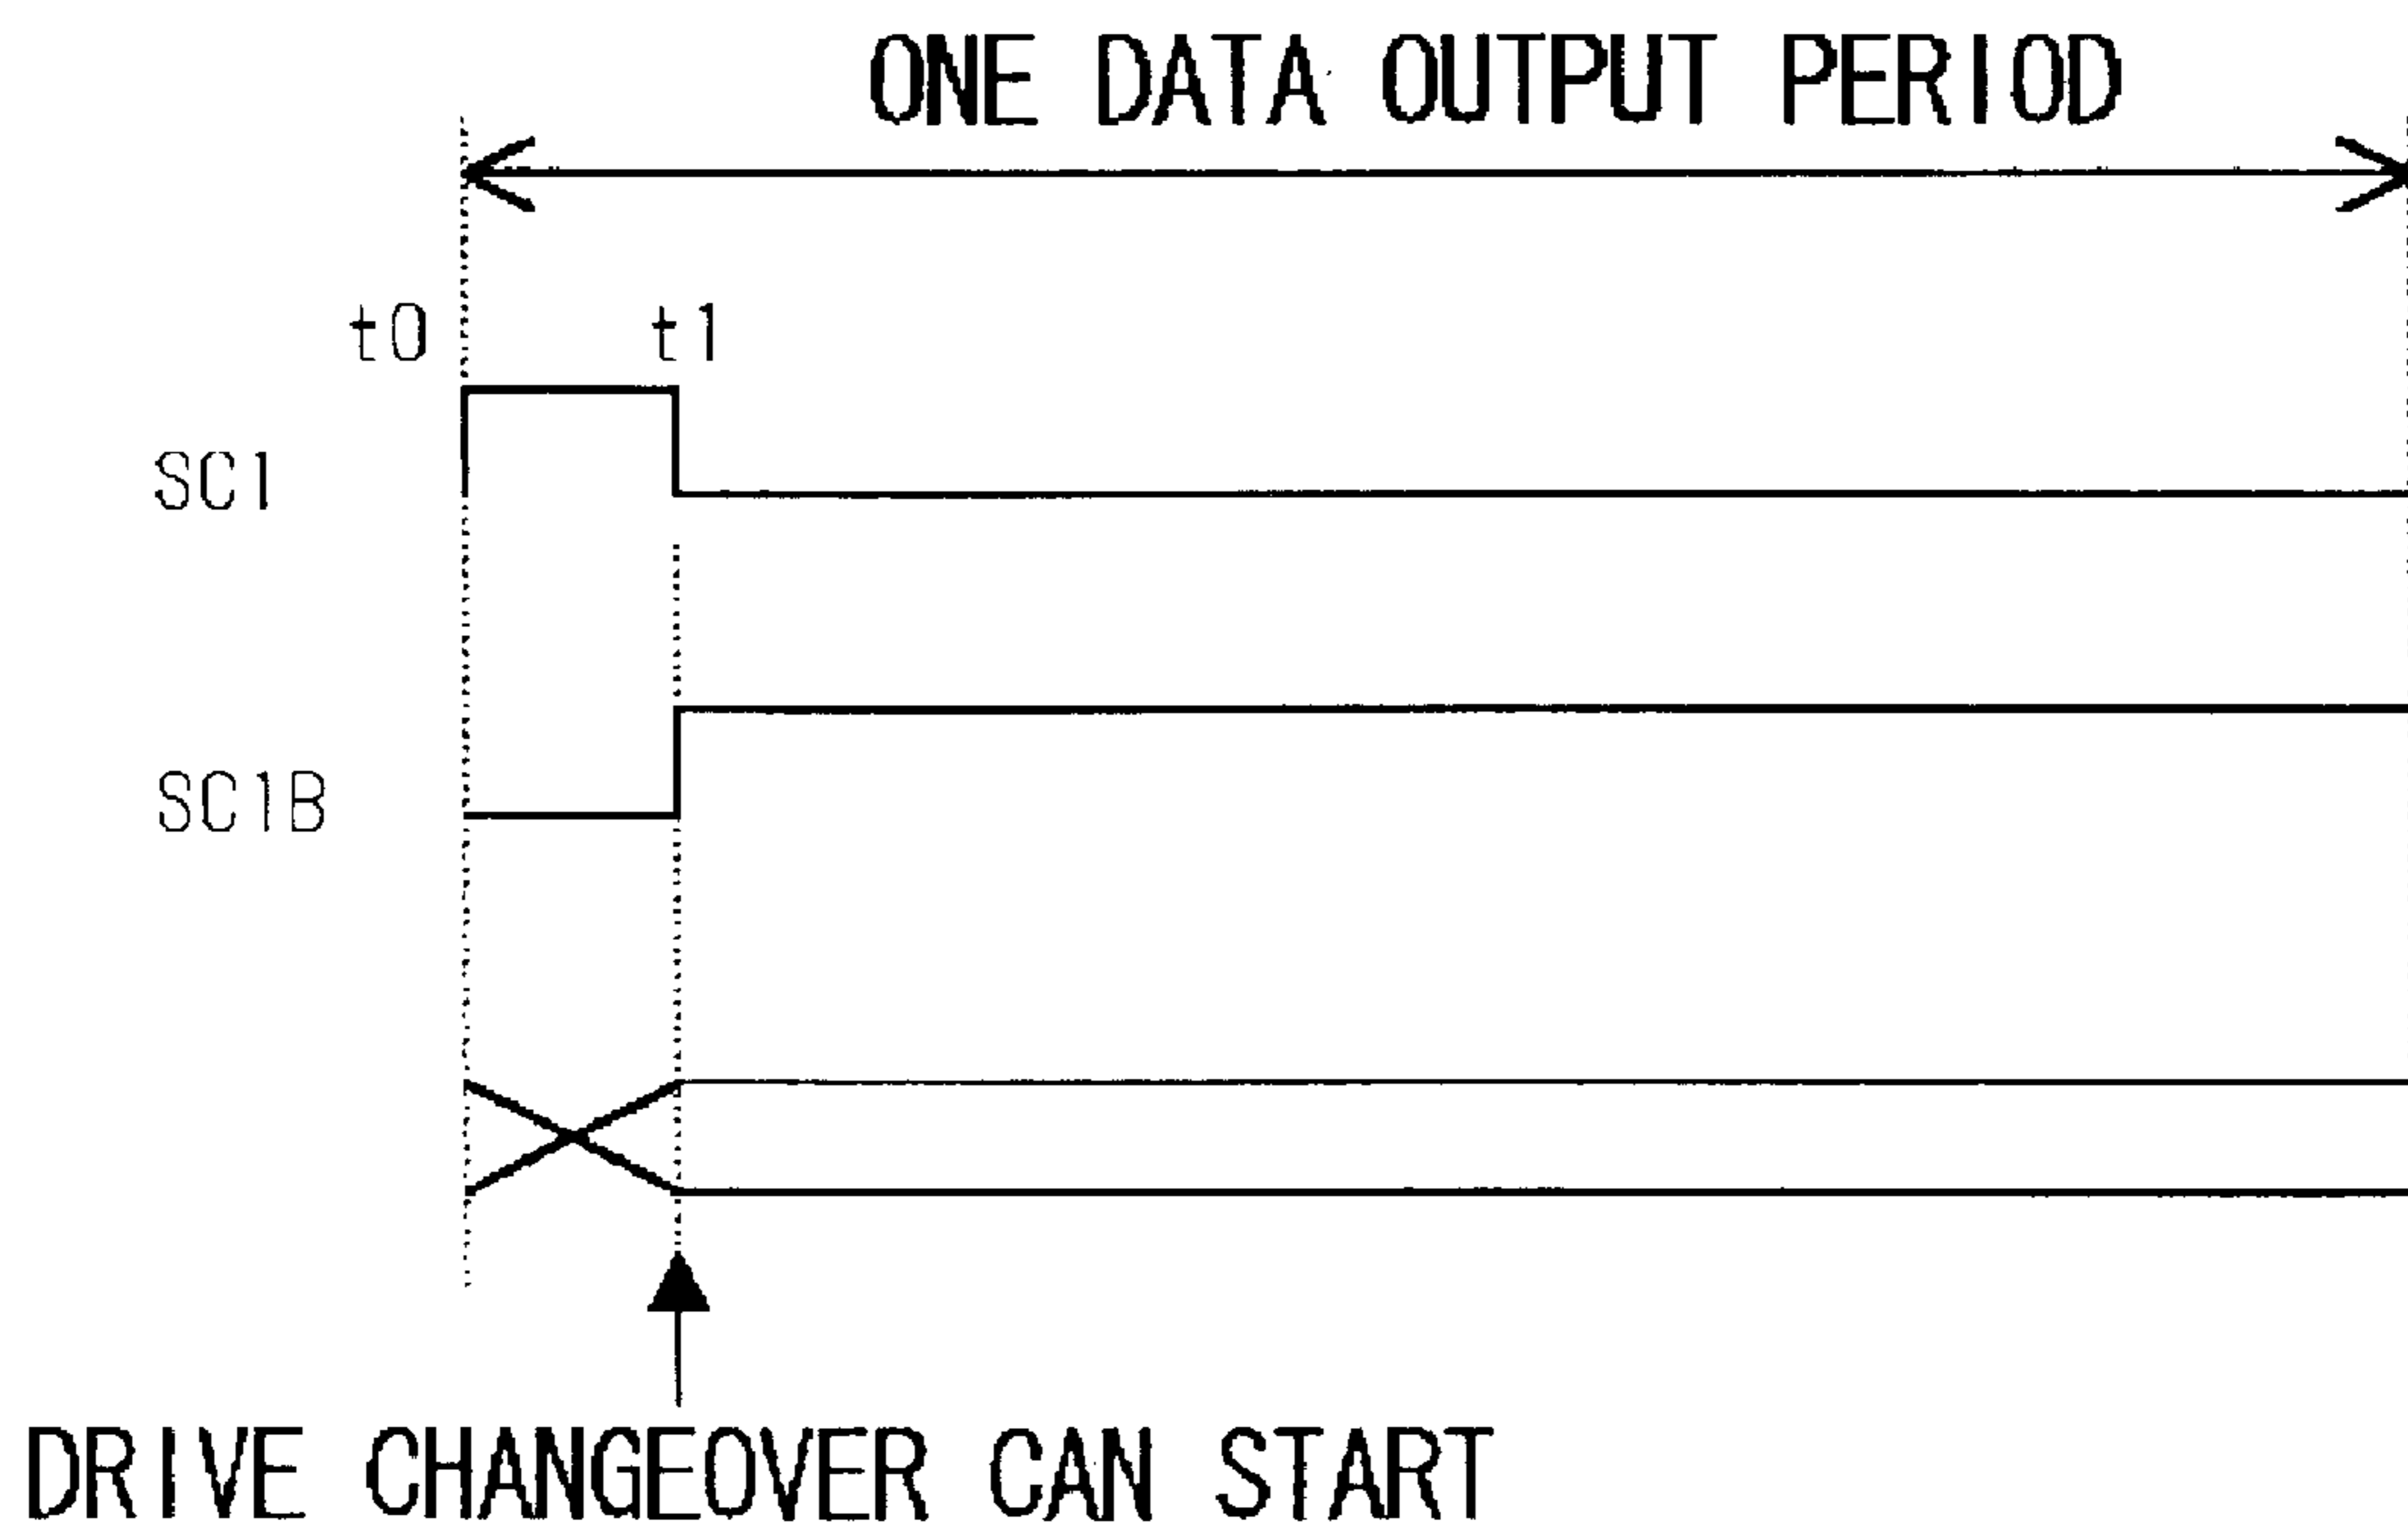 ONE DATA OUTPUT PERIOD
t0 t1
SC1
SC1B
DRIVE CHANGEOVER CAN START